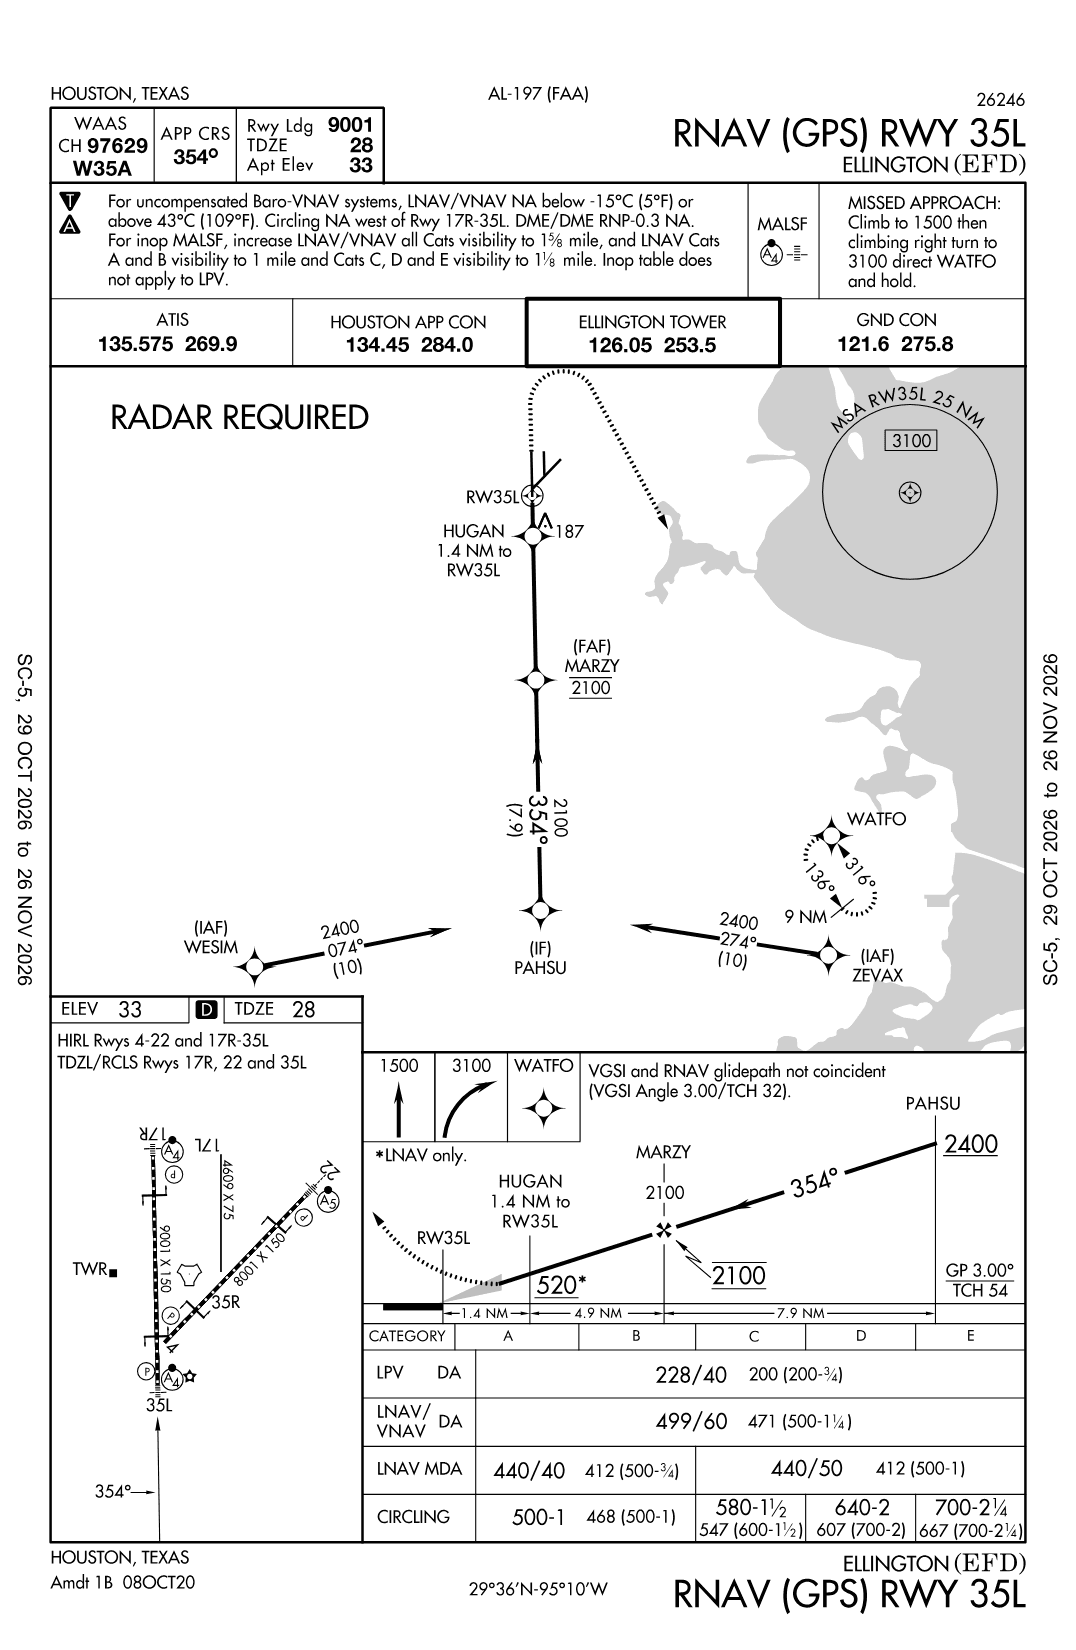 HOUSTON, TEXAS
AL-197 (FAA)
26246
WAAS
CH 97629
W35A
APP CRS
354°
Rwy Ldg 9001
TDZE 28
Apt Elev 33
RNAV (GPS) RWY 35L
ELLINGTON (EFD)
T
A
For uncompensated Baro-VNAV systems, LNAV/VNAV NA below -15°C (5°F) or
above 43°C (109°F). Circling NA west of Rwy 17R-35L. DME/DME RNP-0.3 NA.
For inop MALSF, increase LNAV/VNAV all Cats visibility to 1⅝ mile, and LNAV Cats
A and B visibility to 1 mile and Cats C, D and E visibility to 1⅛ mile. Inop table does
not apply to LPV.
MALSF
A4
MISSED APPROACH:
Climb to 1500 then
climbing right turn to
3100 direct WATFO
and hold.
ATIS
135.575 269.9
HOUSTON APP CON
134.45 284.0
ELLINGTON TOWER
126.05 253.5
GND CON
121.6 275.8
RADAR REQUIRED
MSA RW35L 25 NM
3100
RW35L
HUGAN
1.4 NM to
RW35L
187
(FAF)
MARZY
2100
2100
354°
(7.9)
WATFO
316°
136°
9 NM
(IAF)
WESIM
2400
074°
(10)
(IF)
PAHSU
2400
274°
(10)
(IAF)
ZEVAX
SC-5, 29 OCT 2026 to 26 NOV 2026
SC-5, 29 OCT 2026 to 26 NOV 2026
ELEV 33
D
TDZE 28
HIRL Rwys 4-22 and 17R-35L
TDZL/RCLS Rwys 17R, 22 and 35L
17R
A4
P
17L
4609 X 75
22
A5
P
9001 X 150
8001 X 150
TWR
35R
P
4
P
A4
35L
354°
1500
3100
WATFO
VGSI and RNAV glidepath not coincident
(VGSI Angle 3.00/TCH 32).
PAHSU
2400
*LNAV only.
MARZY
2100
354°
HUGAN
1.4 NM to
RW35L
RW35L
520*
2100
GP 3.00°
TCH 54
1.4 NM
4.9 NM
7.9 NM
CATEGORY A B C D E
LPV DA 228/40 200 (200-¾)
LNAV/
VNAV DA 499/60 471 (500-1¼)
LNAV MDA 440/40 412 (500-¾) 440/50 412 (500-1)
CIRCLING 500-1 468 (500-1) 580-1½ 640-2 700-2¼
547 (600-1½) 607 (700-2) 667 (700-2¼)
HOUSTON, TEXAS
Amdt 1B 08OCT20
29°36'N-95°10'W
ELLINGTON (EFD)
RNAV (GPS) RWY 35L